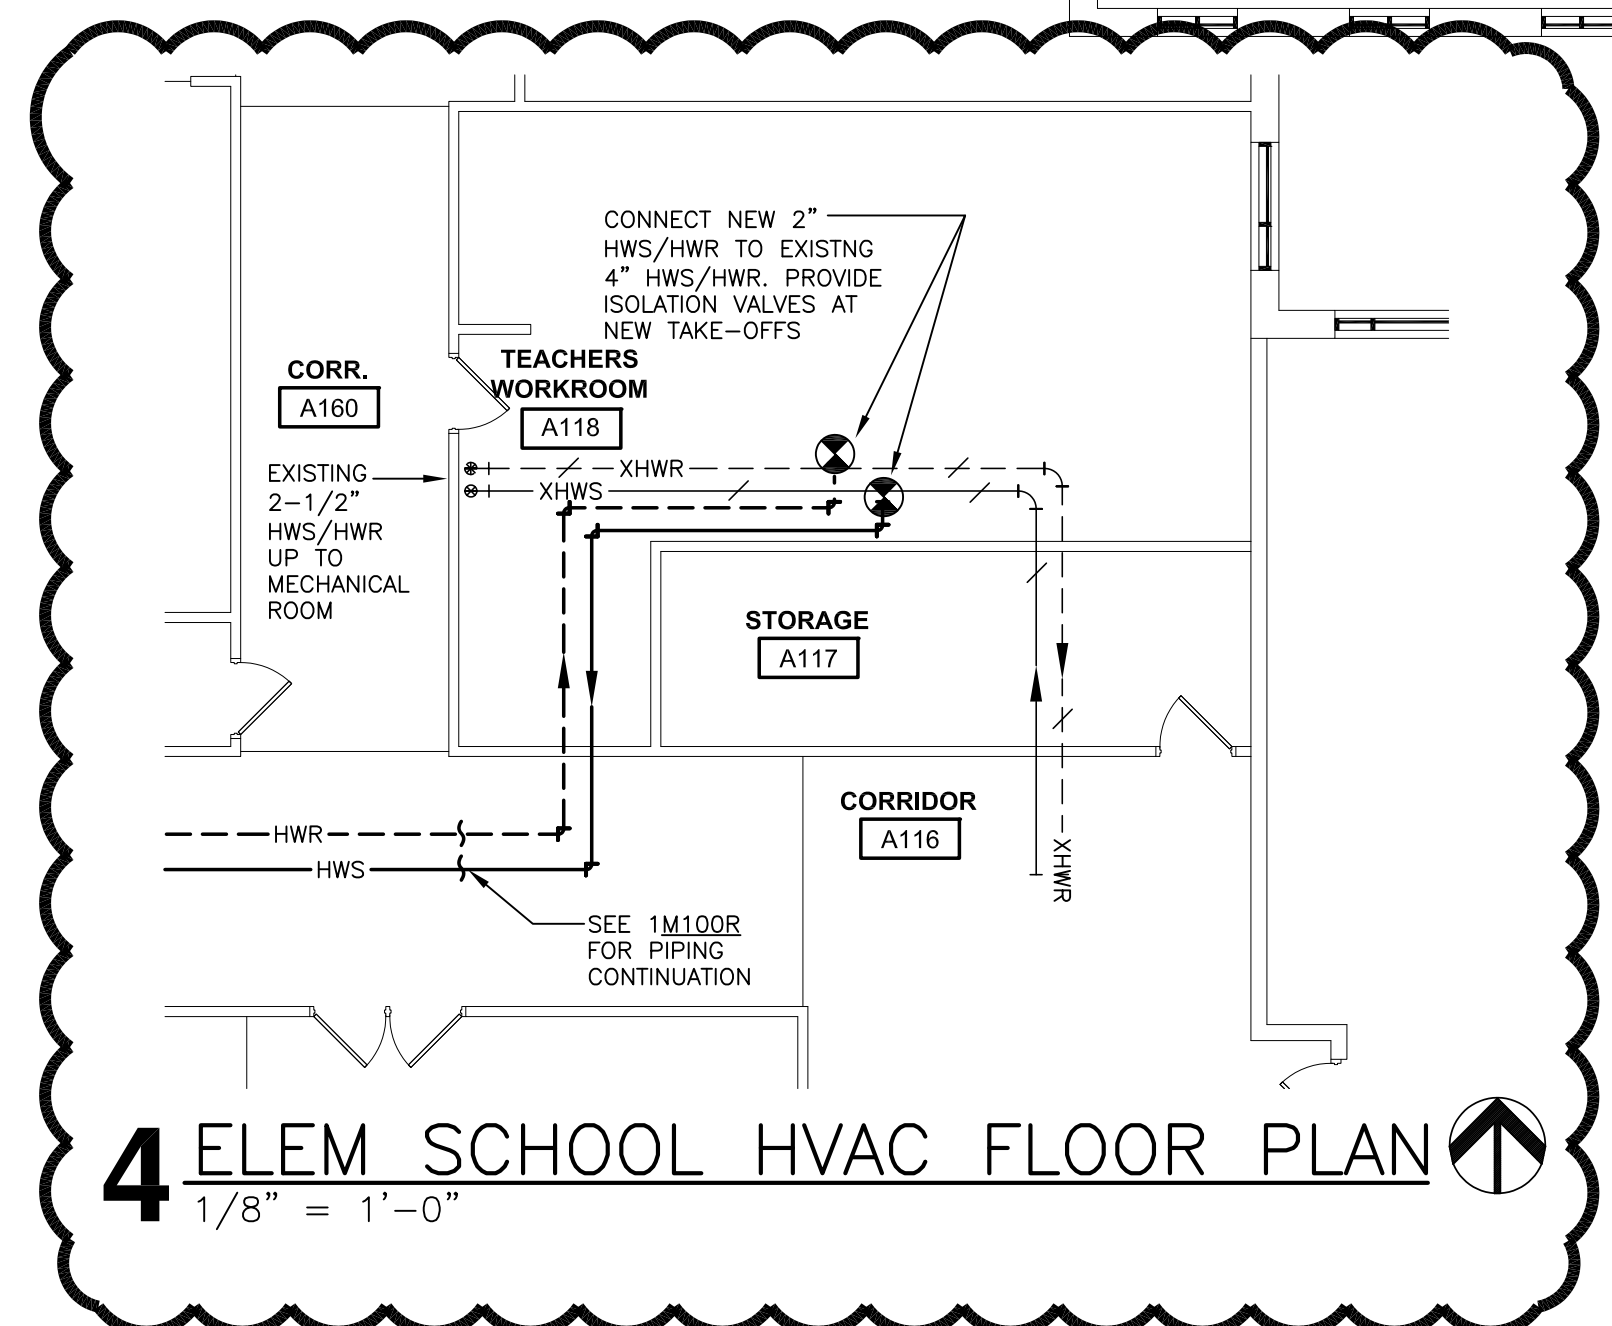 CONNECT NEW 2”
HWS/HWR TO EXISTNG
4” HWS/HWR. PROVIDE
ISOLATION VALVES AT
NEW TAKE–OFFS
CORR.
A160
TEACHERS
WORKROOM
A118
EXISTING
2–1/2”
HWS/HWR
UP TO
MECHANICAL
ROOM
XHWR
XHWS
STORAGE
A117
CORRIDOR
A116
XHWR
HWR
HWS
SEE 1M100R
FOR PIPING
CONTINUATION
4 ELEM SCHOOL HVAC FLOOR PLAN
1/8” = 1’–0”